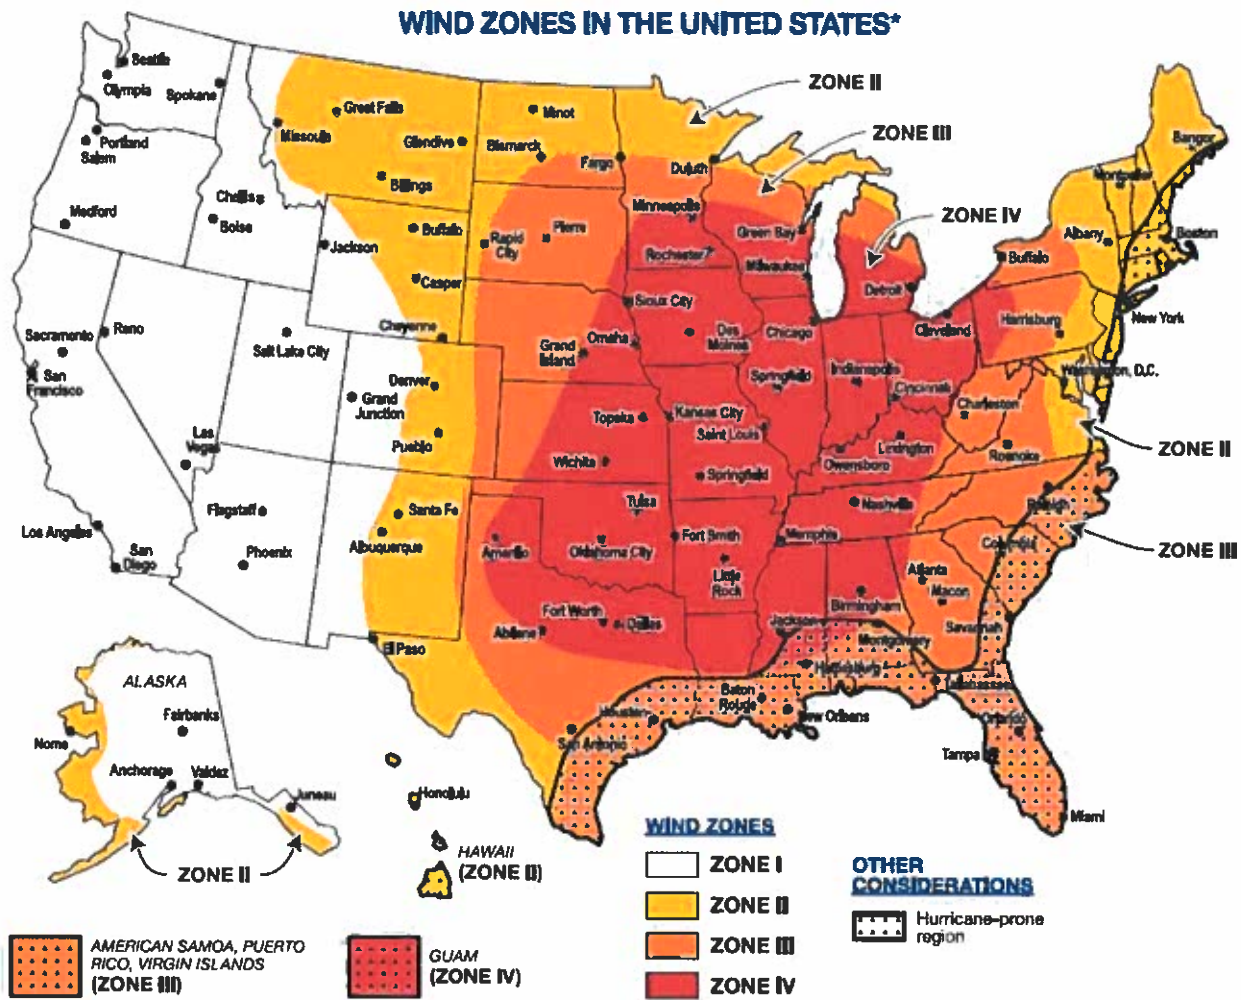 WIND ZONES IN THE UNITED STATES*
ZONE II
ZONE III
ZONE IV
ZONE II
ZONE III
Seattle
Olympia
Spokane
Portland
Salem
Medford
Missoula
Great Falls
Glendive
Billings
Challis
Boise
Jackson
Buffalo
Casper
Cheyenne
Minot
Bismarck
Fargo
Duluth
Rapid
City
Pierre
Minneapolis
Rochester
Green Bay
Milwaukee
Detroit
Buffalo
Albany
Montpelier
Bangor
Boston
New York
Harrisburg
Washington, D.C.
Sacramento
San
Francisco
Reno
Salt Lake City
Las
Vegas
Grand
Junction
Denver
Pueblo
Grand
Island
Omaha
Sioux City
Des
Moines
Chicago
Cleveland
Springfield
Indianapolis
Cincinnati
Charleston
Topeka
Kansas City
Saint Louis
Lexington
Roanoke
Wichita
Springfield
Owensboro
Los Angeles
San
Diego
Flagstaff
Phoenix
Santa Fe
Albuquerque
Amarillo
Tulsa
Oklahoma City
Fort Smith
Little
Rock
Memphis
Nashville
Raleigh
Columbia
Atlanta
Macon
Savannah
Birmingham
Montgomery
El Paso
Abilene
Fort Worth
Dallas
Jackson
Hattiesburg
Tallahassee
Baton
Rouge
New Orleans
Houston
San Antonio
Orlando
Tampa
Miami
ALASKA
Fairbanks
Nome
Anchorage
Valdez
Juneau
ZONE II
Honolulu
HAWAII
(ZONE II)
WIND ZONES
ZONE I
ZONE II
ZONE III
ZONE IV
OTHER
CONSIDERATIONS
Hurricane-prone
region
AMERICAN SAMOA, PUERTO
RICO, VIRGIN ISLANDS
(ZONE III)
GUAM
(ZONE IV)